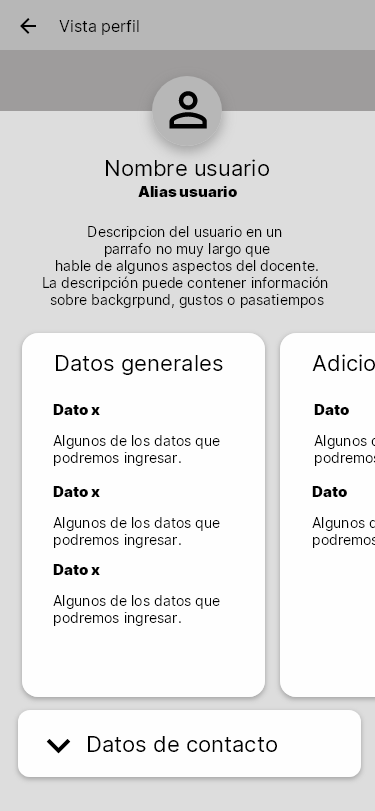 Vista perfil
Nombre usuario
Alias usuario
Descripcion del usuario en un
parrafo no muy largo que
hable de algunos aspectos del docente.
La descripción puede contener información
sobre backgrpund, gustos o pasatiempos
Datos generales
Dato x
Algunos de los datos que
podremos ingresar.
Dato x
Algunos de los datos que
podremos ingresar.
Dato x
Algunos de los datos que
podremos ingresar.
Adicio
Dato
Algunos d
podremos
Dato
Algunos d
podremos
Datos de contacto